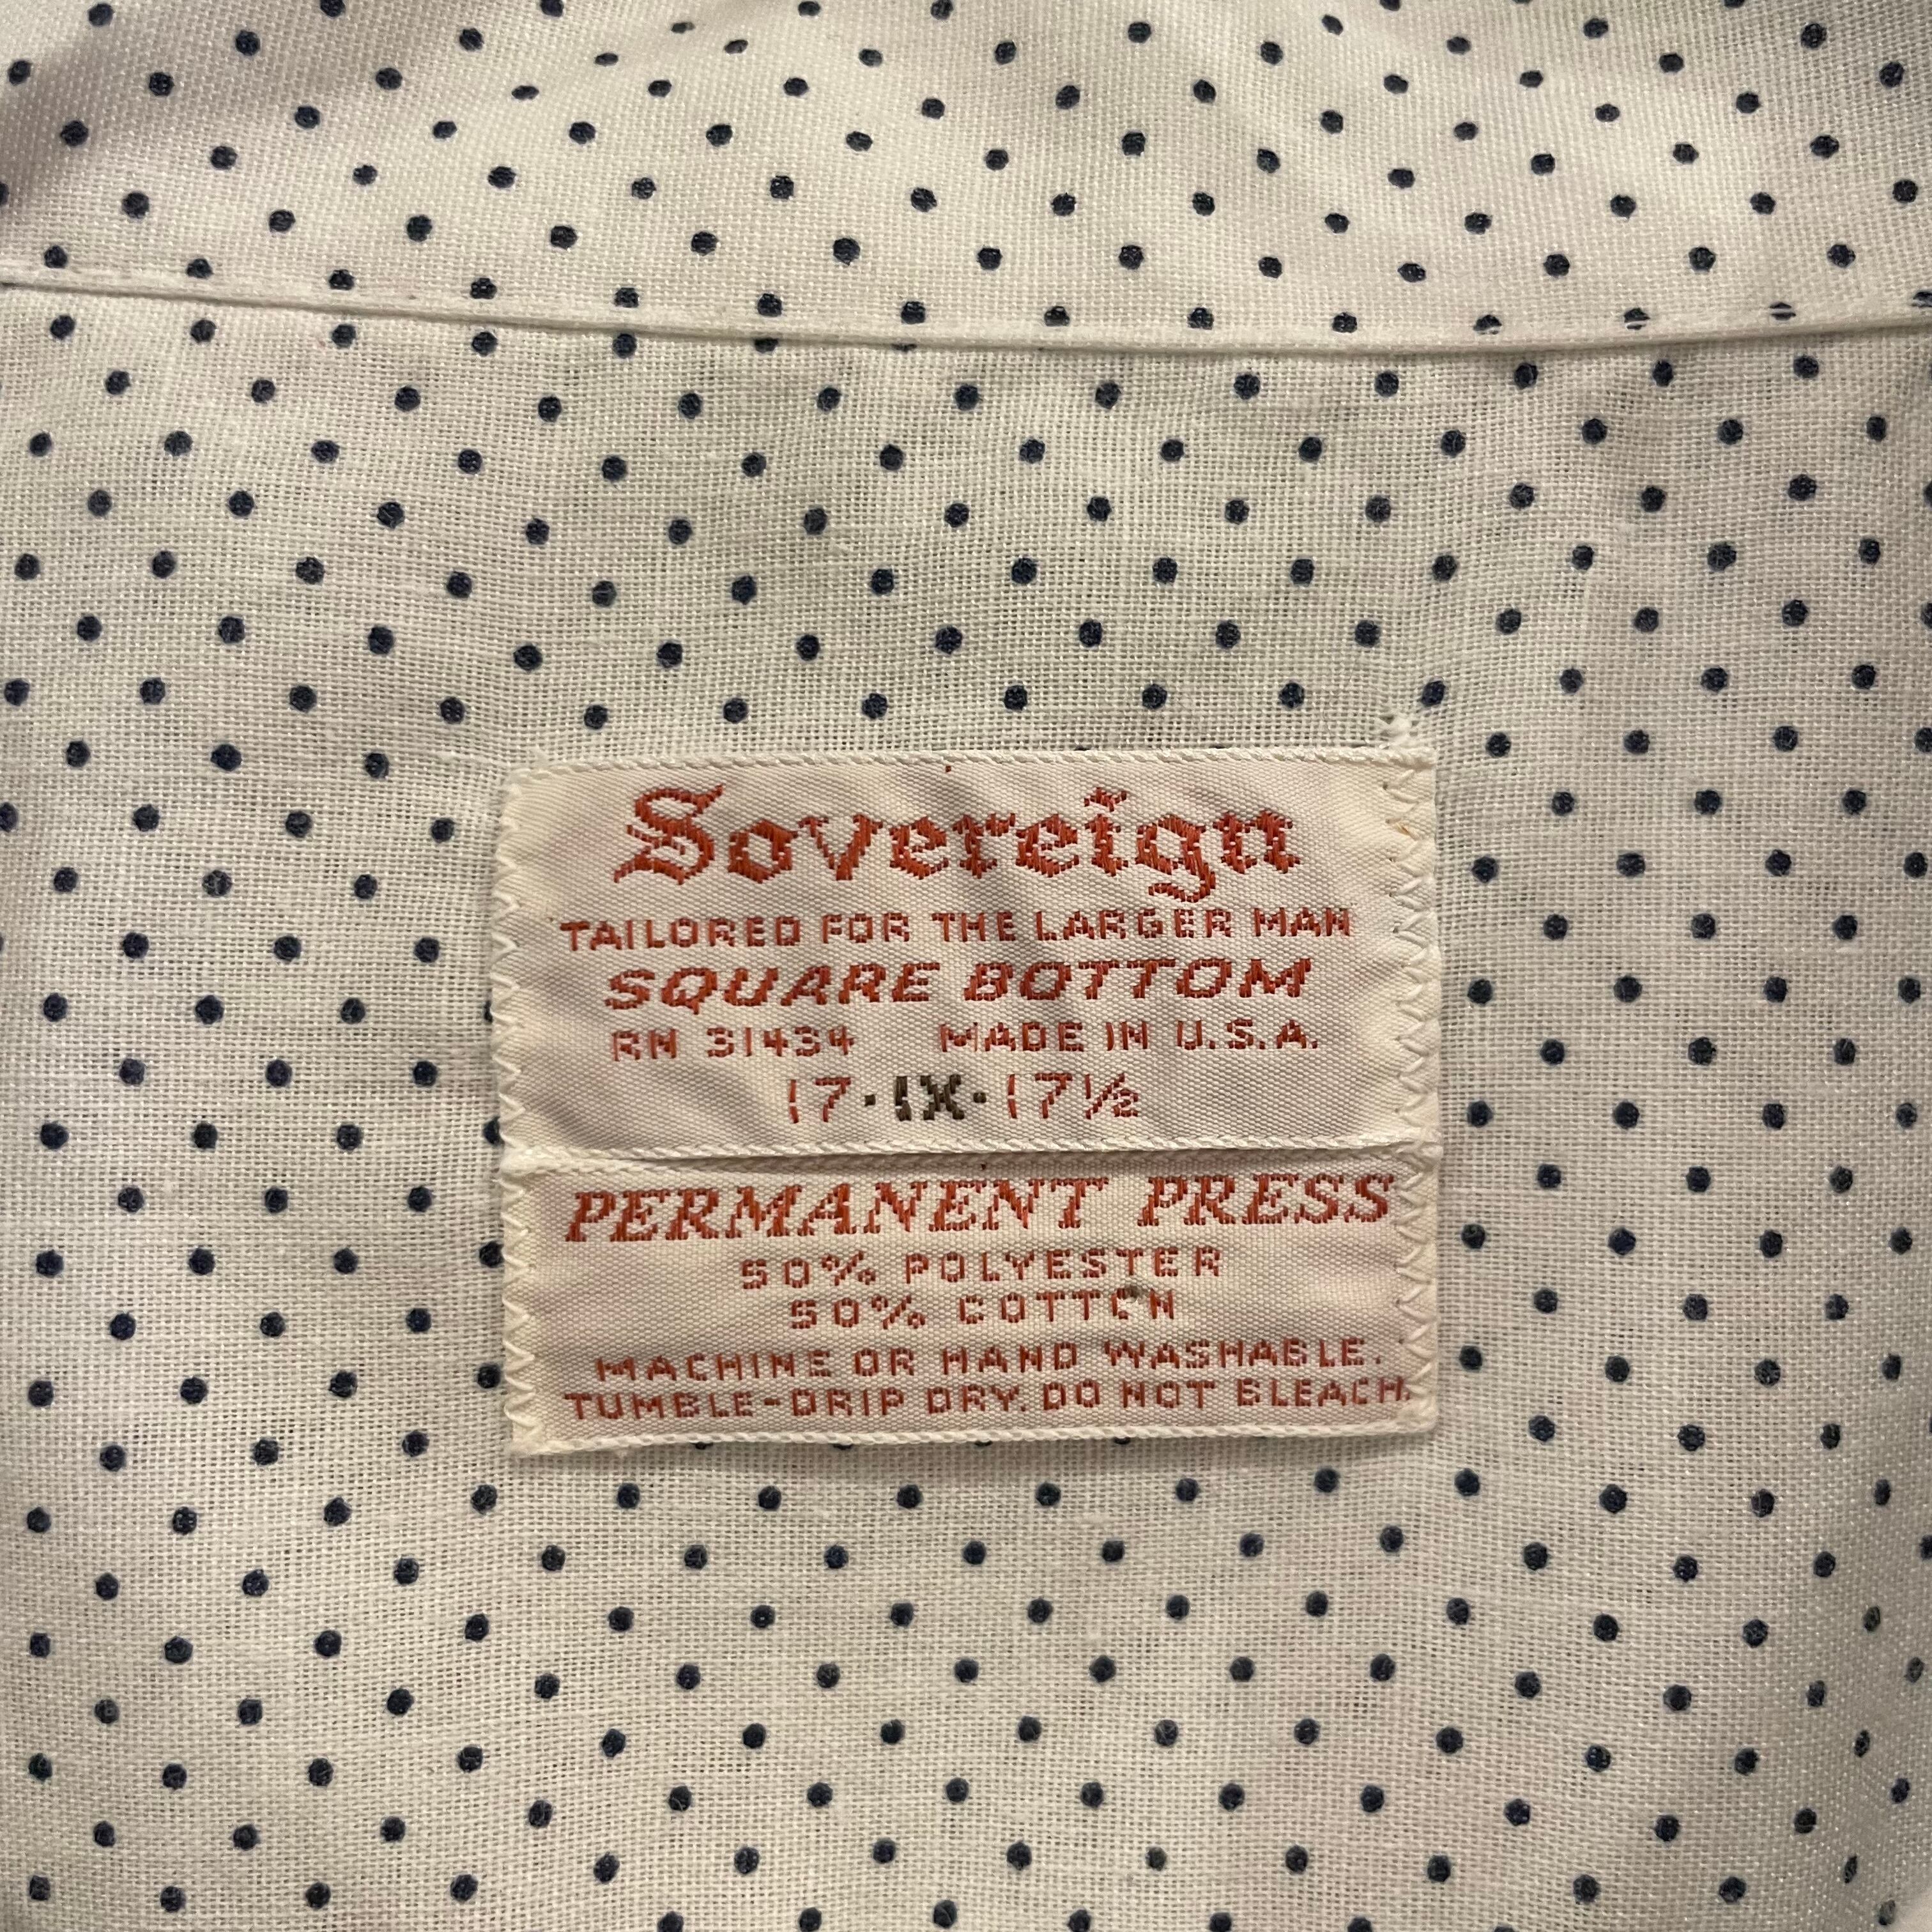 Sovereign
TAILORED FOR THE LARGER MAN
SQUARE BOTTOM
RN 31434 MADE IN U.S.A.
17·1X·17½
PERMANENT PRESS
50% POLYESTER
50% COTTON
MACHINE OR HAND WASHABLE.
TUMBLE-DRIP DRY. DO NOT BLEACH.